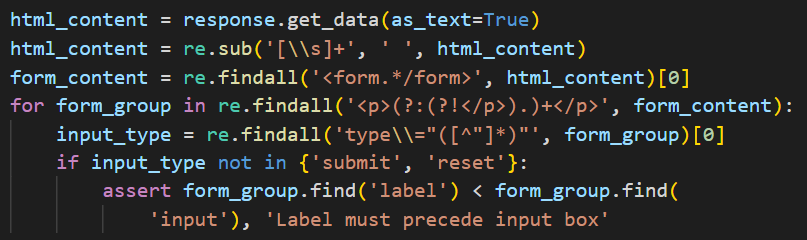 html_content = response.get_data(as_text=True)
html_content = re.sub('[\\s]+', ' ', html_content)
form_content = re.findall('<form.*/form>', html_content)[0]
for form_group in re.findall('<p>(?:(?!</p>).)+</p>', form_content):
    input_type = re.findall('type\\="([^"]*)"', form_group)[0]
    if input_type not in {'submit', 'reset'}:
        assert form_group.find('label') < form_group.find(
            'input'), 'Label must precede input box'